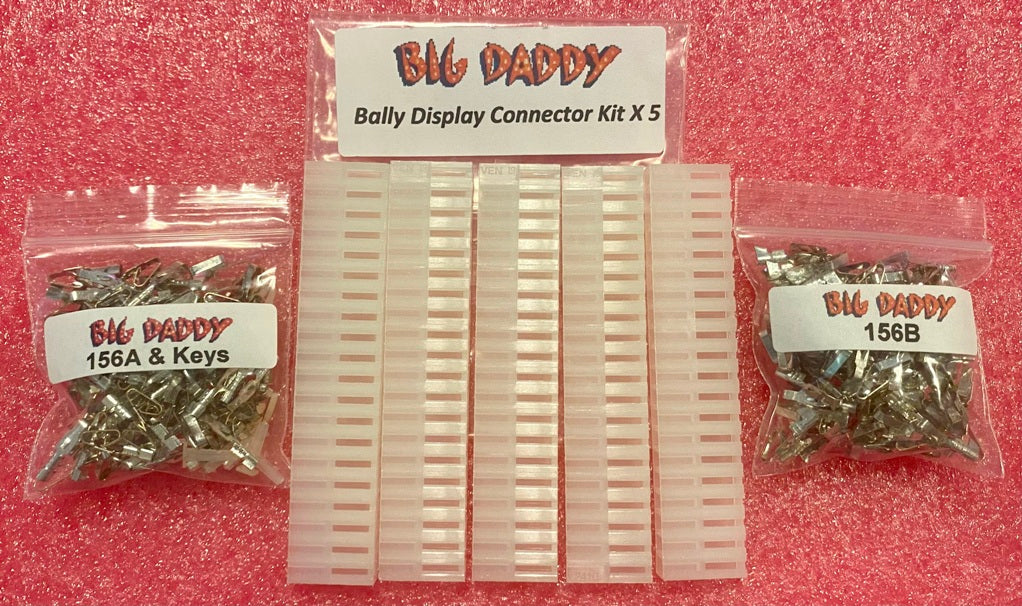 BIG DADDY
Bally Display Connector Kit X 5
BIG DADDY
156A & Keys
BIG DADDY
156B